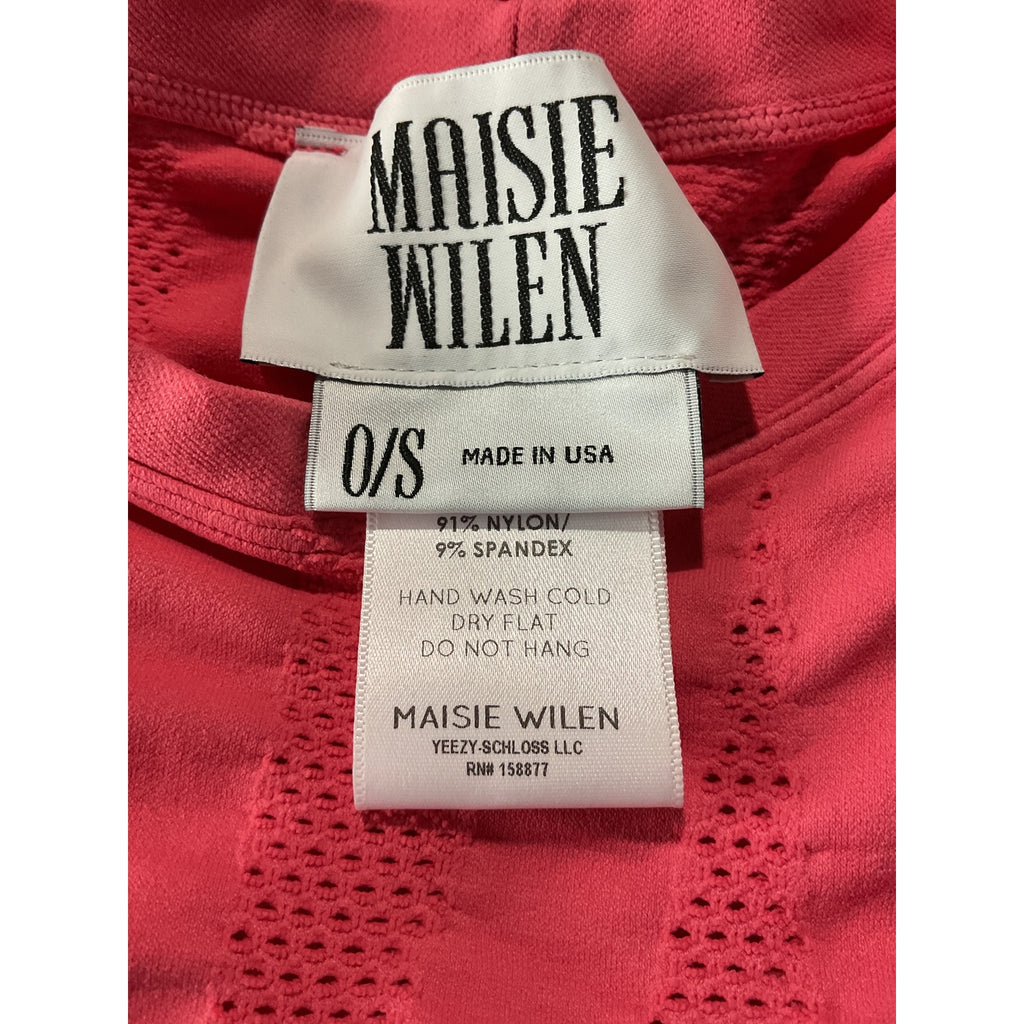 MAISIE
WILEN
O/S MADE IN USA
91% NYLON/
9% SPANDEX
HAND WASH COLD
DRY FLAT
DO NOT HANG
MAISIE WILEN
YEEZY-SCHLOSS LLC
RN# 158877